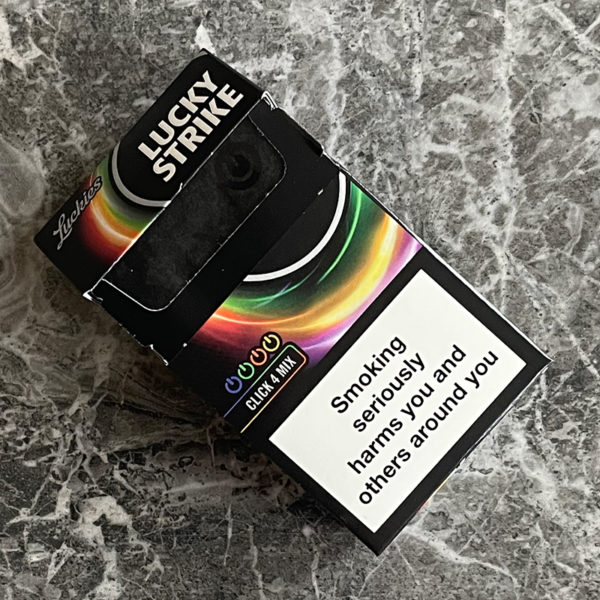 LUCKY
STRIKE
Luckies
CLICK 4 MIX
Smoking
seriously
harms you and
others around you